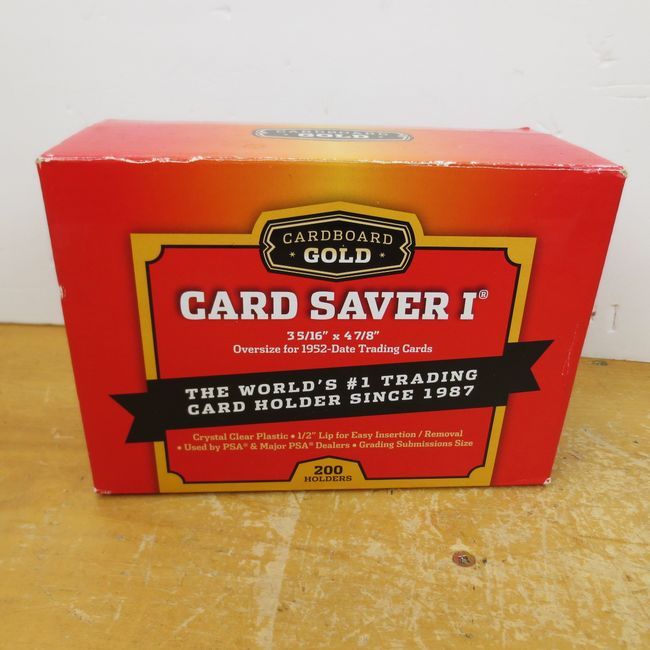 CARDBOARD
GOLD
CARDBOARD
GOLD
CARD SAVER I®
3 5/16" x 4 7/8"
Oversize for 1952-Date Trading Cards
THE WORLD'S #1 TRADING
CARD HOLDER SINCE 1987
Crystal Clear Plastic • 1/2" Lip for Easy Insertion / Removal
• Used by PSA® & Major PSA® Dealers • Grading Submissions Size
200
HOLDERS